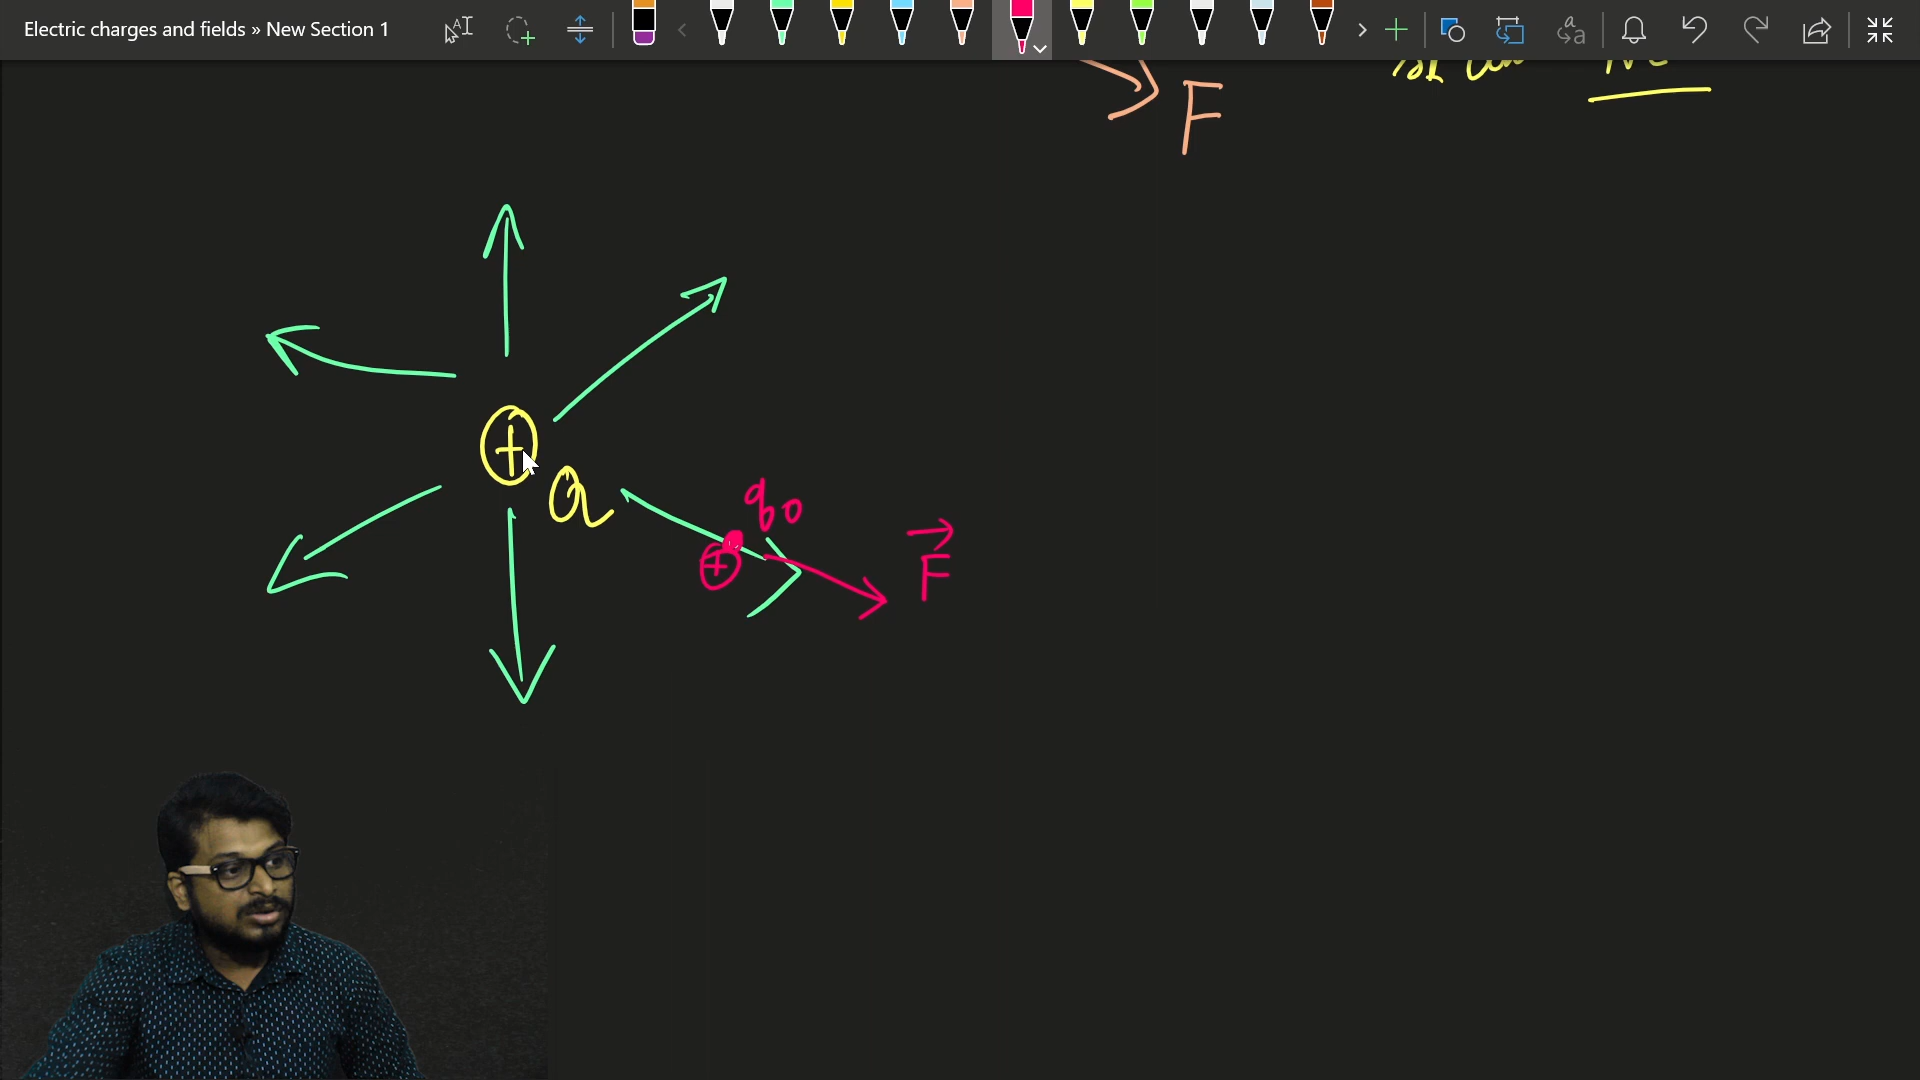 Electric charges and fields » New Section 1
F
+
Q
q0
+
F